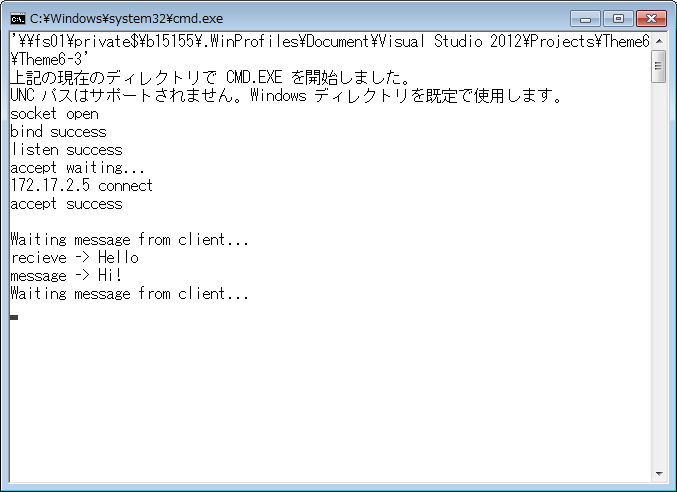 C:¥Windows¥system32¥cmd.exe
'¥¥fs01¥private$¥b15155¥.WinProfiles¥Document¥Visual Studio 2012¥Projects¥Theme6
¥Theme6-3'
上記の現在のディレクトリで CMD.EXE を開始しました。
UNC パスはサポートされません。Windows ディレクトリを既定で使用します。
socket open
bind success
listen success
accept waiting...
172.17.2.5 connect
accept success
Waiting message from client...
recieve -> Hello
message -> Hi!
Waiting message from client...